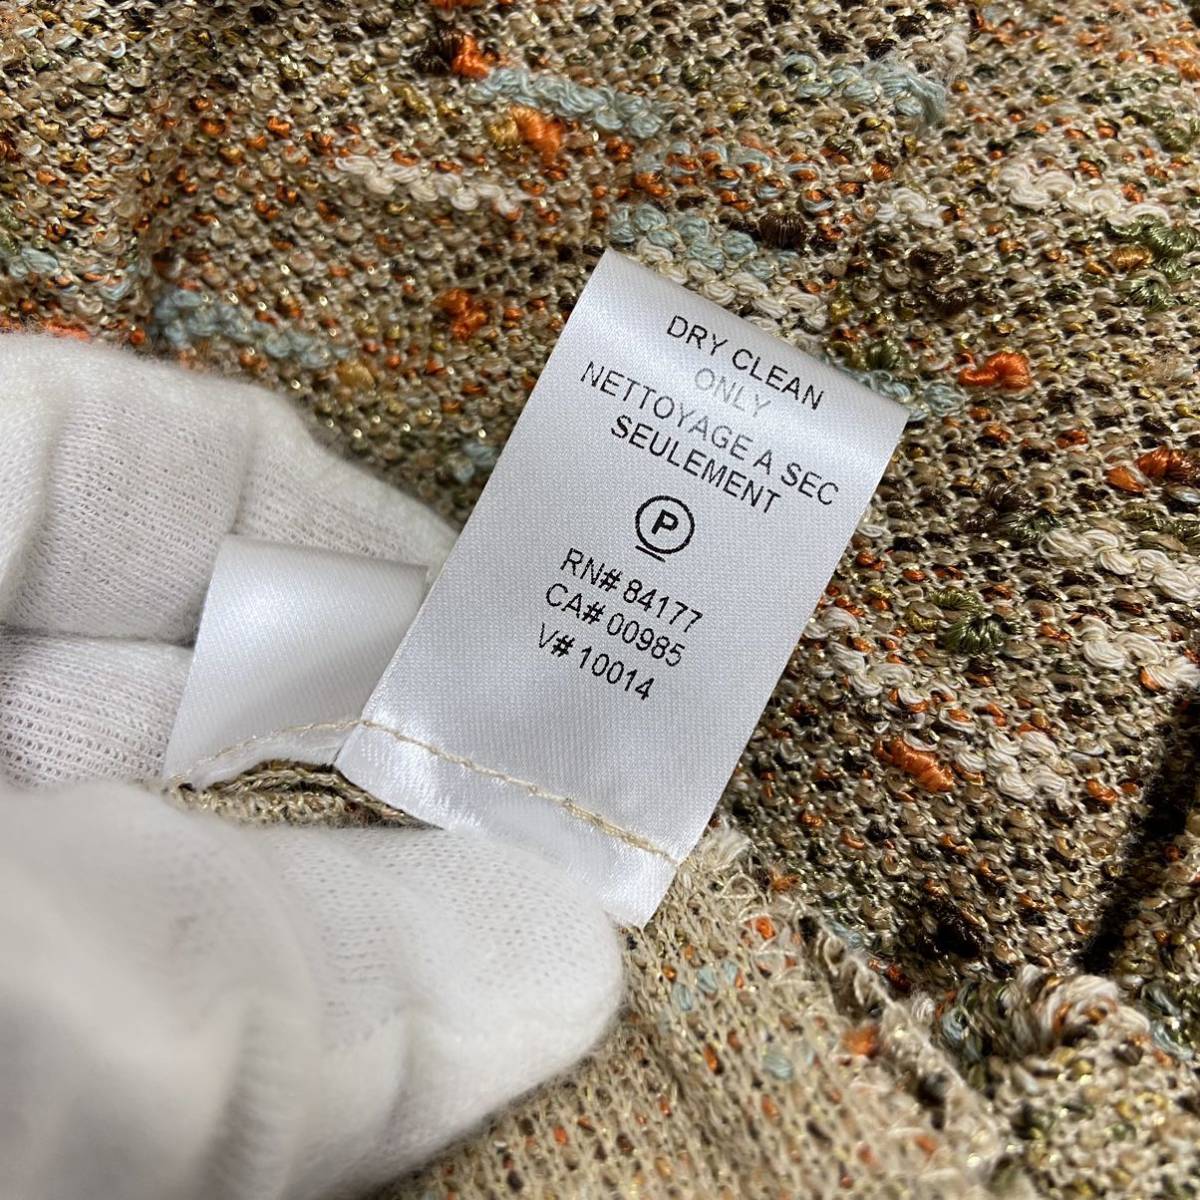 DRY CLEAN
ONLY
NETTOYAGE A SEC
SEULEMENT
P
RN# 84177
CA# 00985
V# 10014